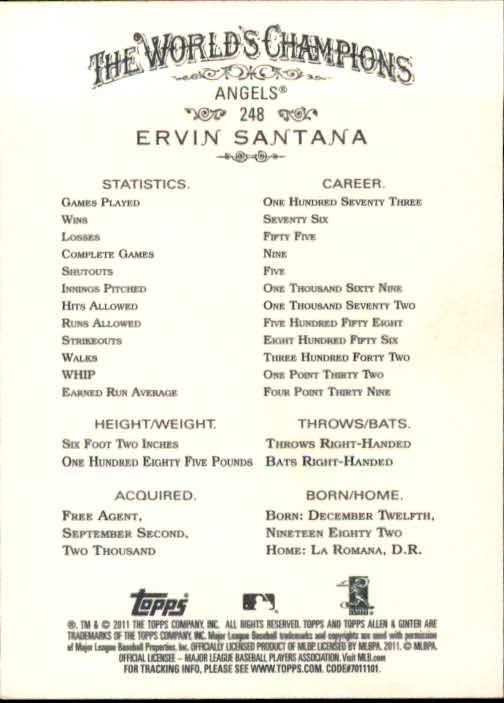 THE WORLD'S CHAMPIONS
ANGELS®
248
ERVIN SANTANA
STATISTICS. CAREER.
GAMES PLAYED ONE HUNDRED SEVENTY THREE
WINS SEVENTY SIX
LOSSES FIFTY FIVE
COMPLETE GAMES NINE
SHUTOUTS FIVE
INNINGS PITCHED ONE THOUSAND SIXTY NINE
HITS ALLOWED ONE THOUSAND SEVENTY TWO
RUNS ALLOWED FIVE HUNDRED FIFTY EIGHT
STRIKEOUTS EIGHT HUNDRED FIFTY SIX
WALKS THREE HUNDRED FORTY TWO
WHIP ONE POINT THIRTY TWO
EARNED RUN AVERAGE FOUR POINT THIRTY NINE
HEIGHT/WEIGHT. THROWS/BATS.
SIX FOOT TWO INCHES THROWS RIGHT-HANDED
ONE HUNDRED EIGHTY FIVE POUNDS BATS RIGHT-HANDED
ACQUIRED. BORN/HOME.
FREE AGENT, BORN: DECEMBER TWELFTH,
SEPTEMBER SECOND, NINETEEN EIGHTY TWO
TWO THOUSAND HOME: LA ROMANA, D.R.
Topps
®, TM & © 2011 THE TOPPS COMPANY, INC. ALL RIGHTS RESERVED. TOPPS AND TOPPS ALLEN & GINTER ARE
TRADEMARKS OF THE TOPPS COMPANY, INC. Major League Baseball trademarks and copyrights are used with permission
of Major League Baseball Properties, Inc. OFFICIALLY LICENSED PRODUCT OF MLBP. LICENSED BY MLBPA. 2011. © MLBPA.
OFFICIAL LICENSEE – MAJOR LEAGUE BASEBALL PLAYERS ASSOCIATION. Visit MLB.com
FOR TRACKING INFO, PLEASE SEE WWW.TOPPS.COM. CODE#7011101.